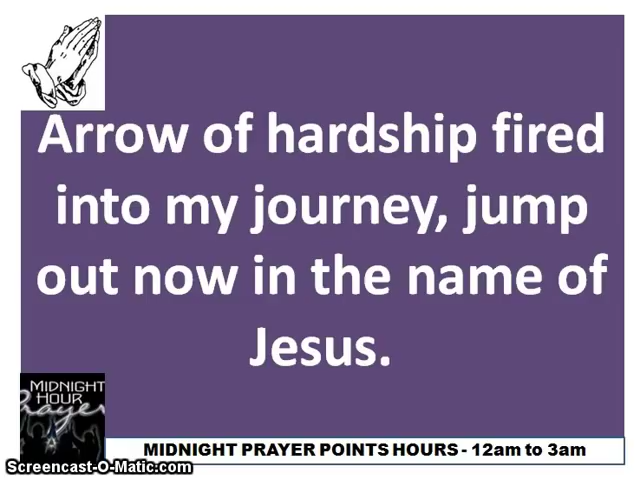 Arrow of hardship fired
into my journey, jump
out now in the name of
Jesus.
MIDNIGHT
HOUR
Prayer
MIDNIGHT PRAYER POINTS HOURS - 12am to 3am
Screencast-O-Matic.com